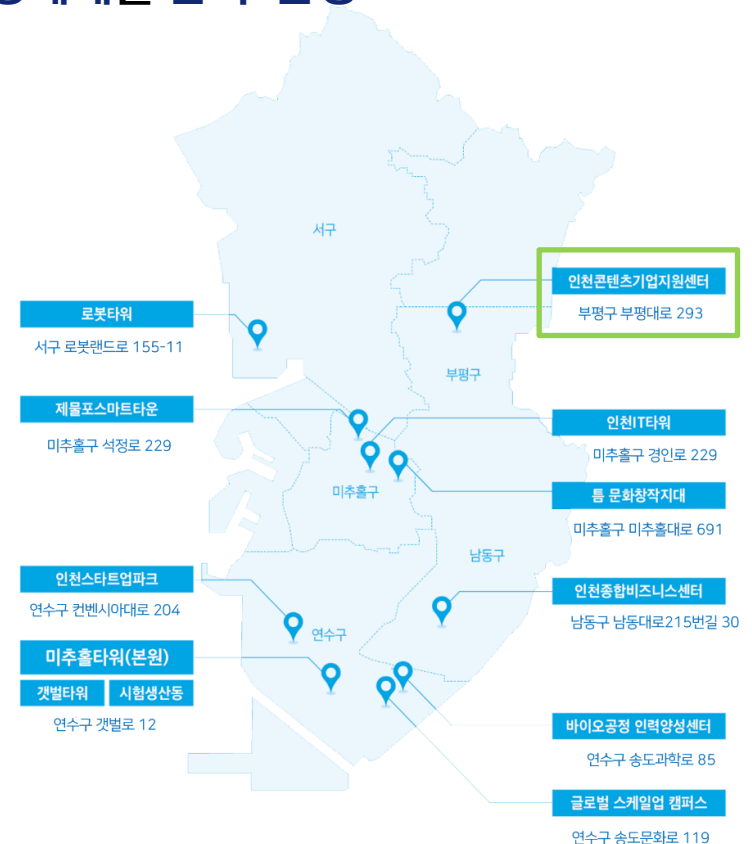 서구
인천콘텐츠기업지원센터
부평구 부평대로 293
로봇타워
서구 로봇랜드로 155-11
부평구
제물포스마트타운
미추홀구 석정로 229
인천IT타워
미추홀구 경인로 229
미추홀구
틈 문화창작지대
미추홀구 미추홀대로 691
남동구
인천스타트업파크
연수구 컨벤시아대로 204
인천종합비즈니스센터
남동구 남동대로215번길 30
연수구
미추홀타워(본원)
갯벌타워 시험생산동
연수구 갯벌로 12
바이오공정 인력양성센터
연수구 송도과학로 85
글로벌 스케일업 캠퍼스
연수구 송도문화로 119